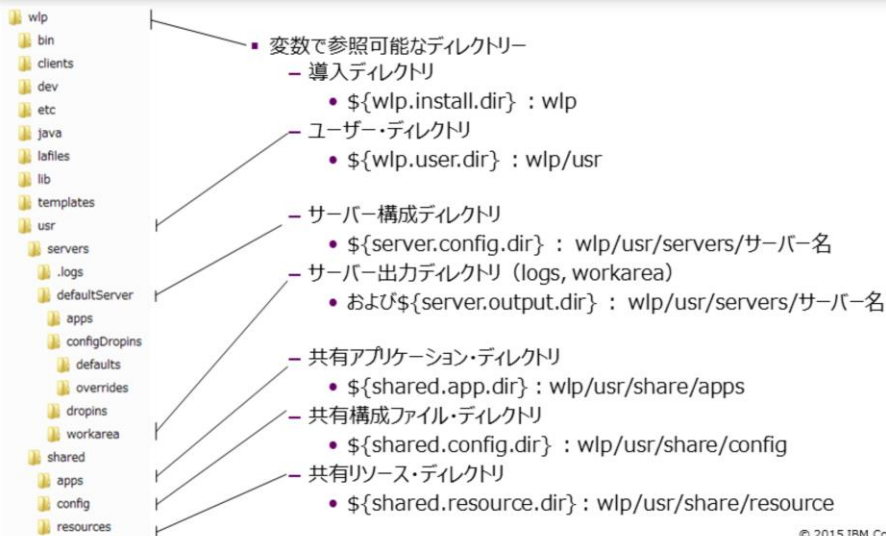 wlp
bin
clients
dev
etc
java
lafiles
lib
templates
usr
servers
.logs
defaultServer
apps
configDropins
defaults
overrides
dropins
workarea
shared
apps
config
resources
▪ 変数で参照可能なディレクトリー
– 導入ディレクトリ
• ${wlp.install.dir} : wlp
– ユーザー・ディレクトリ
• ${wlp.user.dir} : wlp/usr
– サーバー構成ディレクトリ
• ${server.config.dir} : wlp/usr/servers/サーバー名
– サーバー出力ディレクトリ（logs, workarea）
• および${server.output.dir} : wlp/usr/servers/サーバー名
– 共有アプリケーション・ディレクトリ
• ${shared.app.dir} : wlp/usr/share/apps
– 共有構成ファイル・ディレクトリ
• ${shared.config.dir} : wlp/usr/share/config
– 共有リソース・ディレクトリ
• ${shared.resource.dir} : wlp/usr/share/resource
© 2015 IBM